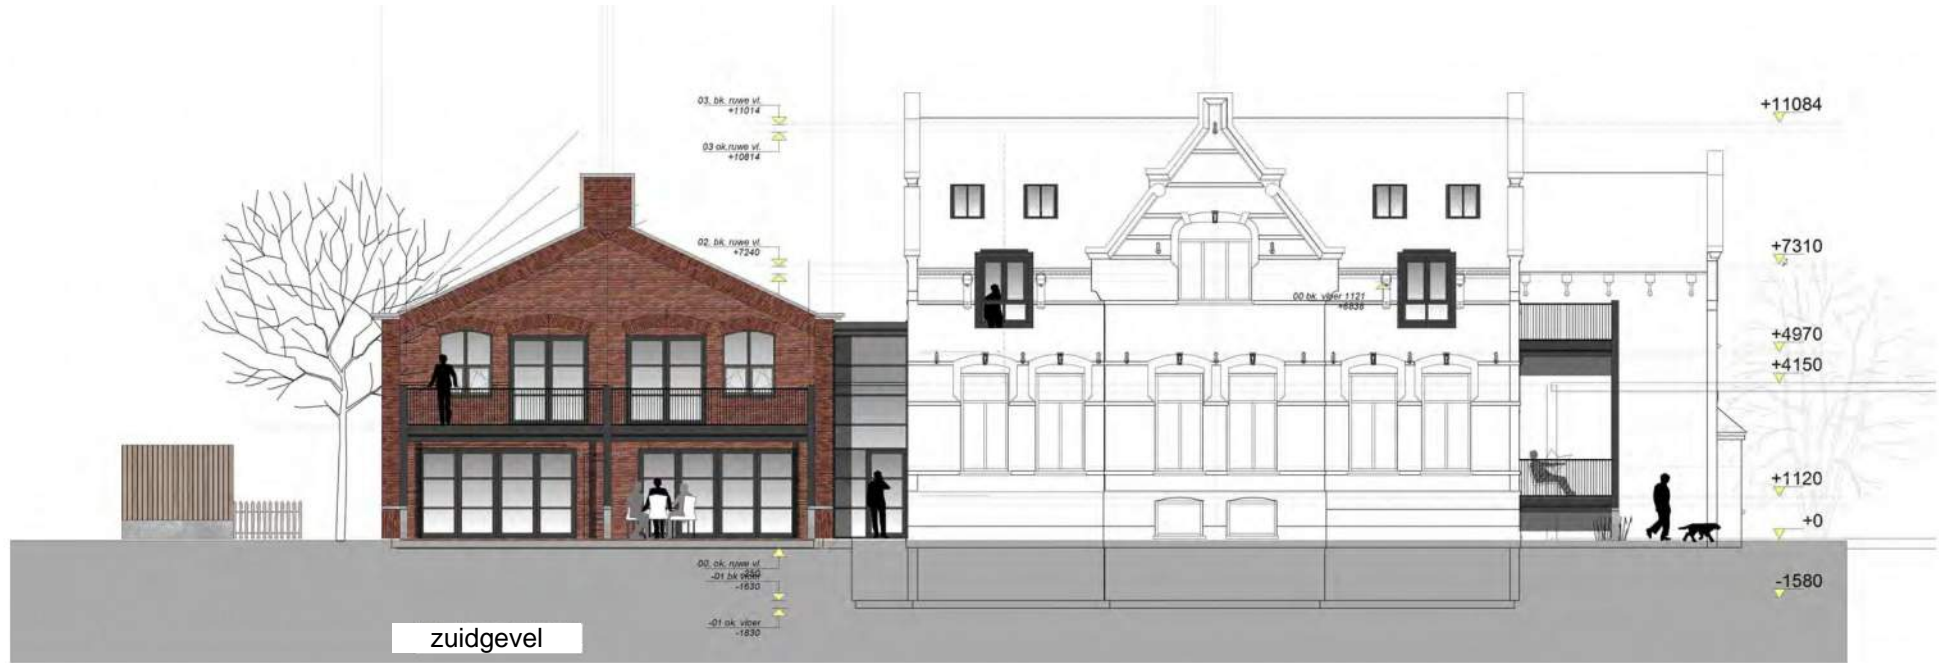 03. bk. ruwe vl.
+11014
03 ok.ruwe vl.
+10814
02. bk. ruwe vl.
+7240
00 bk. vloer 1121
+6836
00. ok. ruwe vl.
-250
-01 bk vloer
-1630
-01 ok. vloer
-1830
+11084
+7310
+4970
+4150
+1120
+0
-1580
zuidgevel